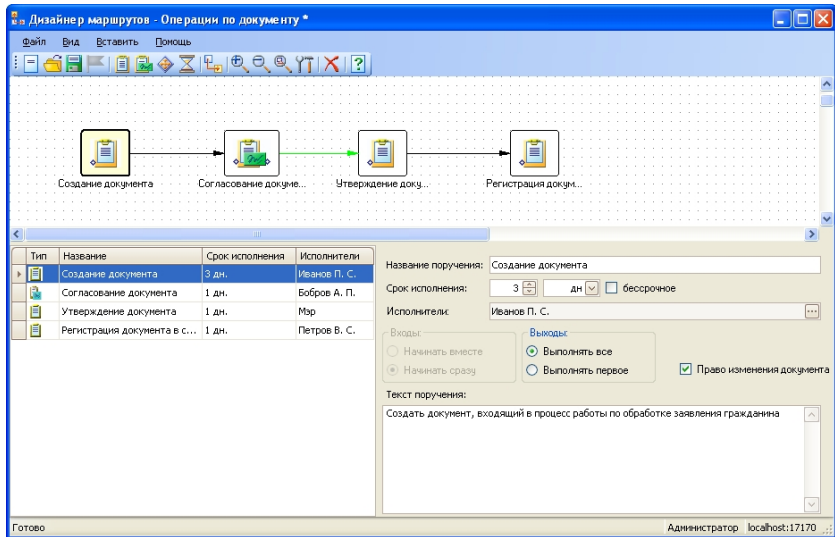 Дизайнер маршрутов - Операции по документу *
Файл Вид Вставить Помощь
Создание документа Согласование докуме... Утверждение доку... Регистрация докум...
Тип Название Срок исполнения Исполнители
Создание документа 3 дн. Иванов П. С.
Согласование документа 1 дн. Бобров А. П.
Утверждение документа 1 дн. Мэр
Регистрация документа в с... 1 дн. Петров В. С.
Название поручения: Создание документа
Срок исполнения: 3 дн бессрочное
Исполнители: Иванов П. С. ...
Входы: Выходы:
Начинать вместе Выполнять все
Начинать сразу Выполнять первое Право изменения документа
Текст поручения:
Создать документ, входящий в процесс работы по обработке заявления гражданина
Готово Администратор localhost:17170